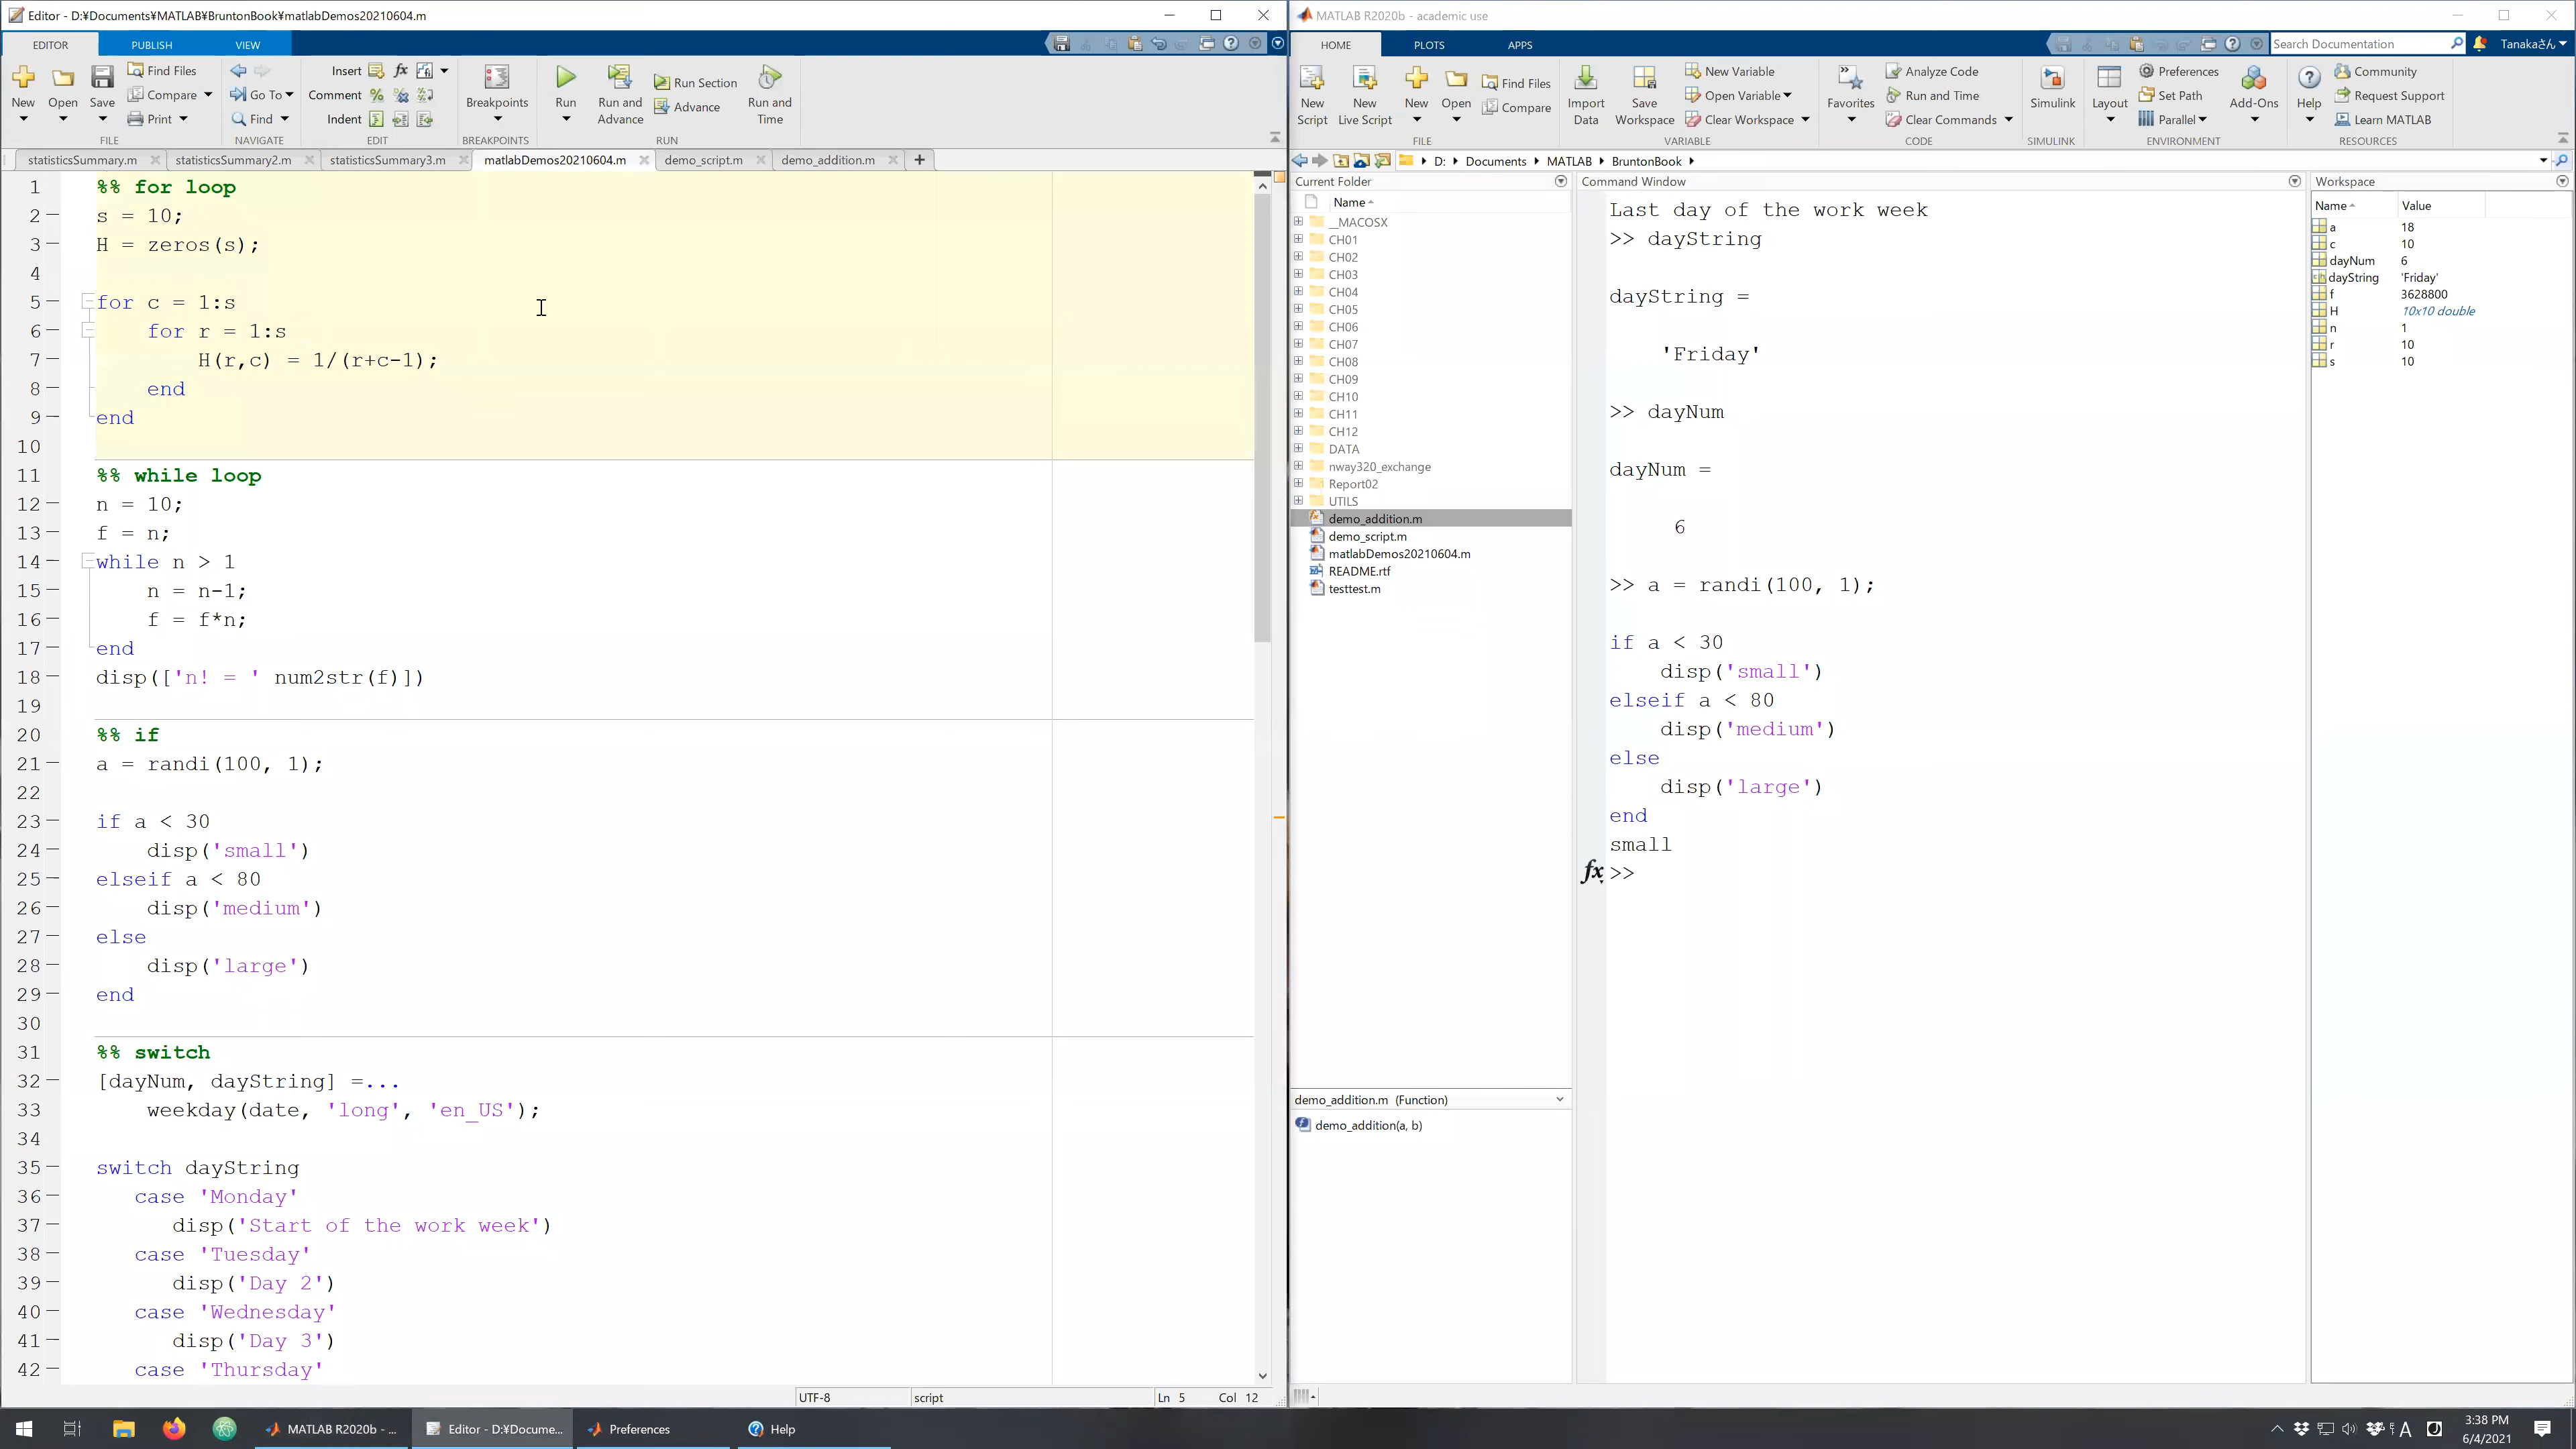 Editor - D:¥Documents¥MATLAB¥BruntonBook¥matlabDemos20210604.m
EDITOR
PUBLISH
VIEW
New
Open
Save
Find Files
Compare
Print
FILE
Go To
Find
NAVIGATE
Insert
Comment
Indent
EDIT
Breakpoints
BREAKPOINTS
Run
Run and
Advance
Run Section
Advance
Run and
Time
RUN
statisticsSummary.m
statisticsSummary2.m
statisticsSummary3.m
matlabDemos20210604.m
demo_script.m
demo_addition.m
1 %% for loop
2 s = 10;
3 H = zeros(s);
4
5 for c = 1:s
6 for r = 1:s
7 H(r,c) = 1/(r+c-1);
8 end
9 end
10
11 %% while loop
12 n = 10;
13 f = n;
14 while n > 1
15 n = n-1;
16 f = f*n;
17 end
18 disp(['n! = ' num2str(f)])
19
20 %% if
21 a = randi(100, 1);
22
23 if a < 30
24 disp('small')
25 elseif a < 80
26 disp('medium')
27 else
28 disp('large')
29 end
30
31 %% switch
32 [dayNum, dayString] =...
33 weekday(date, 'long', 'en_US');
34
35 switch dayString
36 case 'Monday'
37 disp('Start of the work week')
38 case 'Tuesday'
39 disp('Day 2')
40 case 'Wednesday'
41 disp('Day 3')
42 case 'Thursday'
UTF-8
script
Ln 5 Col 12
MATLAB R2020b - academic use
HOME
PLOTS
APPS
Search Documentation
Tanakaさん
New
Script
New
Live Script
New
Open
Find Files
Compare
FILE
Import
Data
Save
Workspace
New Variable
Open Variable
Clear Workspace
VARIABLE
Favorites
Analyze Code
Run and Time
Clear Commands
CODE
Simulink
SIMULINK
Layout
Preferences
Set Path
Parallel
ENVIRONMENT
Add-Ons
Help
Community
Request Support
Learn MATLAB
RESOURCES
D: Documents MATLAB BruntonBook
Current Folder
Name
__MACOSX
CH01
CH02
CH03
CH04
CH05
CH06
CH07
CH08
CH09
CH10
CH11
CH12
DATA
nway320_exchange
Report02
UTILS
demo_addition.m
demo_script.m
matlabDemos20210604.m
README.rtf
testtest.m
demo_addition.m (Function)
demo_addition(a, b)
Command Window
Last day of the work week
>> dayString
dayString =
'Friday'
>> dayNum
dayNum =
6
>> a = randi(100, 1);
if a < 30
disp('small')
elseif a < 80
disp('medium')
else
disp('large')
end
small
fx >>
Workspace
Name Value
a 18
c 10
dayNum 6
dayString 'Friday'
f 3628800
H 10x10 double
n 1
r 10
s 10
MATLAB R2020b - ...
Editor - D:¥Docume...
Preferences
Help
A
3:38 PM
6/4/2021